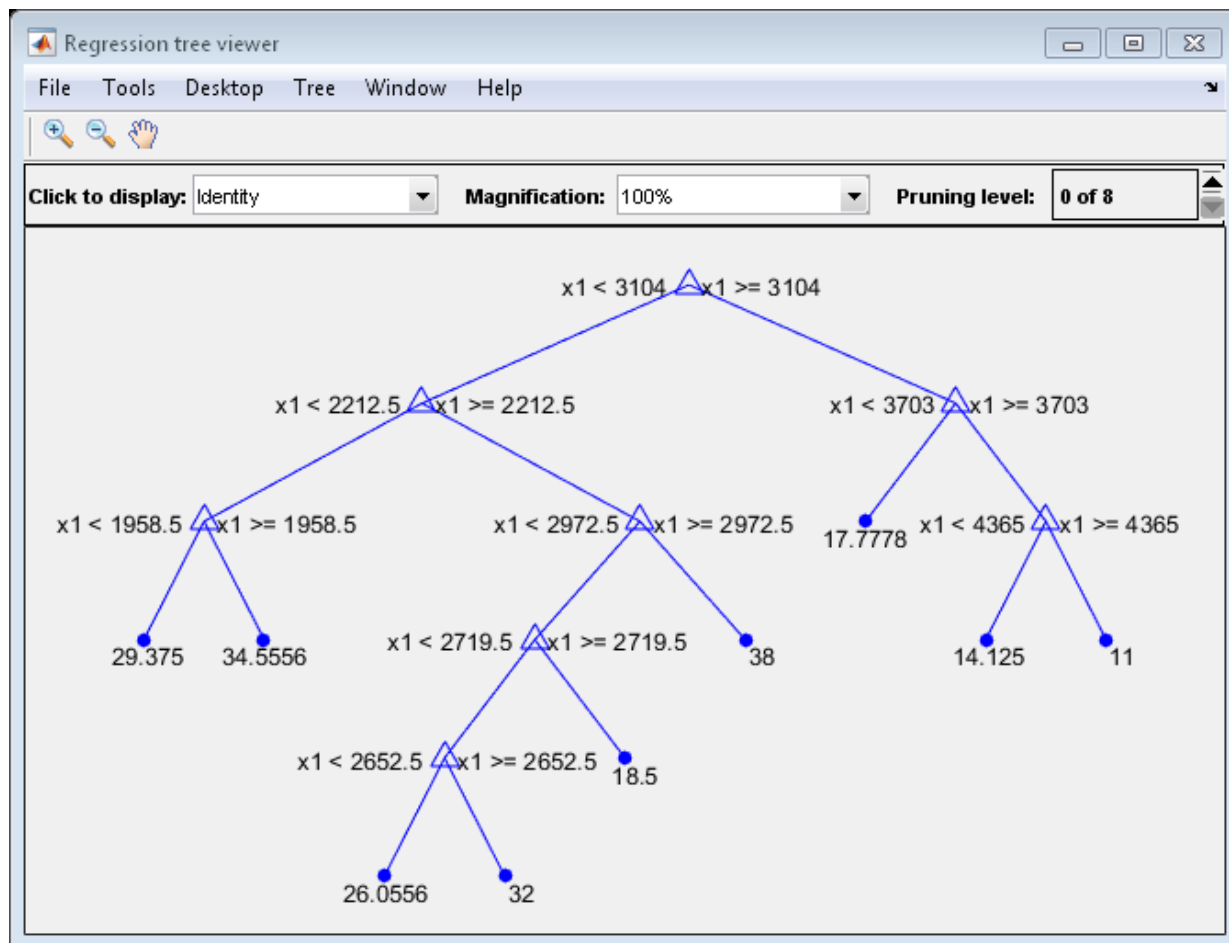 Regression tree viewer
File Tools Desktop Tree Window Help
Click to display: Identity Magnification: 100% Pruning level: 0 of 8
x1 < 3104 x1 >= 3104
x1 < 2212.5 x1 >= 2212.5 x1 < 3703 x1 >= 3703
x1 < 1958.5 x1 >= 1958.5 x1 < 2972.5 x1 >= 2972.5 17.7778 x1 < 4365 x1 >= 4365
29.375 34.5556 x1 < 2719.5 x1 >= 2719.5 38 14.125 11
x1 < 2652.5 x1 >= 2652.5 18.5
26.0556 32